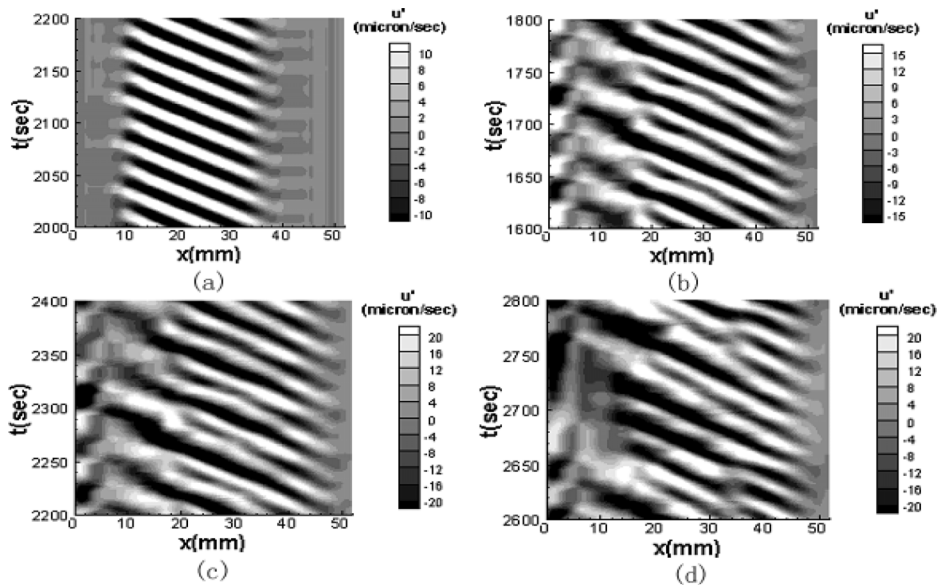 2200
2150
2100
2050
2000
t(sec)
0 10 20 30 40 50
x(mm)
u'
(micron/sec)
10
8
6
4
2
0
-2
-4
-6
-8
-10
(a)
1800
1750
1700
1650
1600
t(sec)
0 10 20 30 40 50
x(mm)
u'
(micron/sec)
15
12
9
6
3
0
-3
-6
-9
-12
-15
(b)
2400
2350
2300
2250
2200
t(sec)
0 10 20 30 40 50
x(mm)
u'
(micron/sec)
20
16
12
8
4
0
-4
-8
-12
-16
-20
(c)
2800
2750
2700
2650
2600
t(sec)
0 10 20 30 40 50
x(mm)
u'
(micron/sec)
20
16
12
8
4
0
-4
-8
-12
-16
-20
(d)